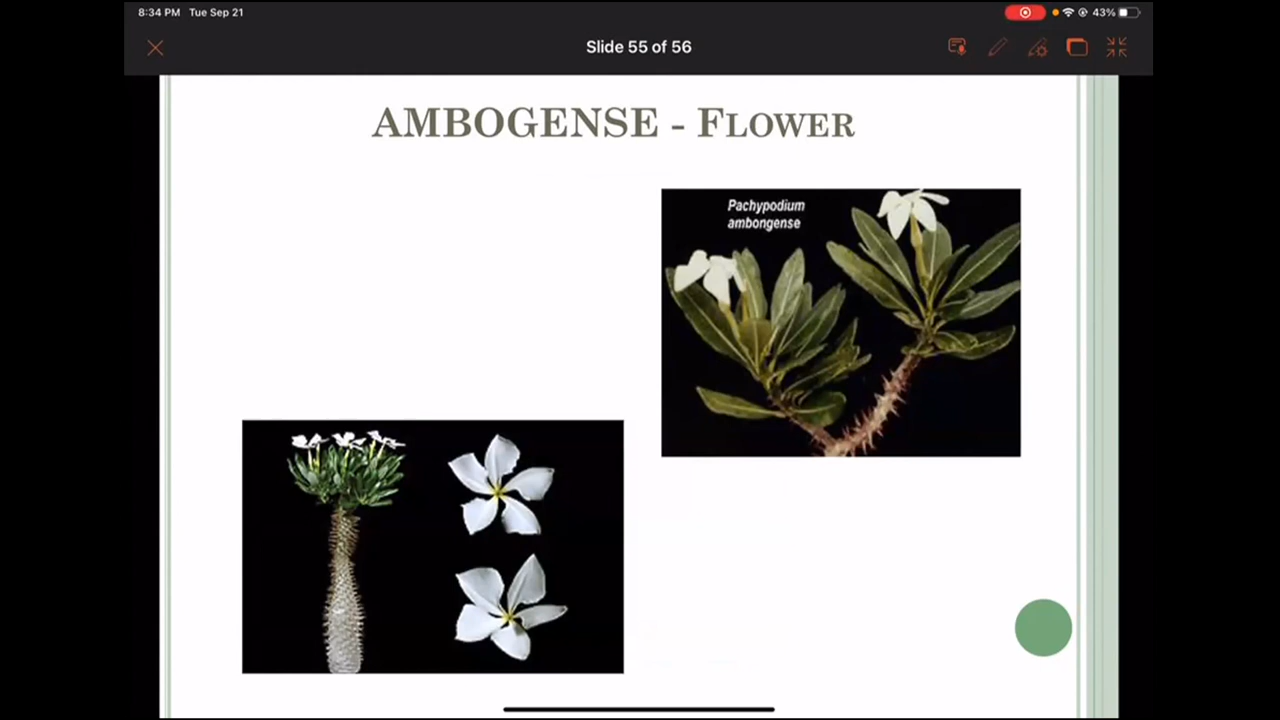 8:34 PM Tue Sep 21
43%
Slide 55 of 56
AMBOGENSE - FLOWER
Pachypodium
ambongense